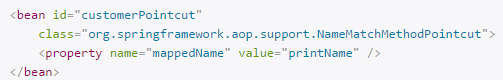 <bean id="customerPointcut"
class="org.springframework.aop.support.NameMatchMethodPointcut">
<property name="mappedName" value="printName" />
</bean>